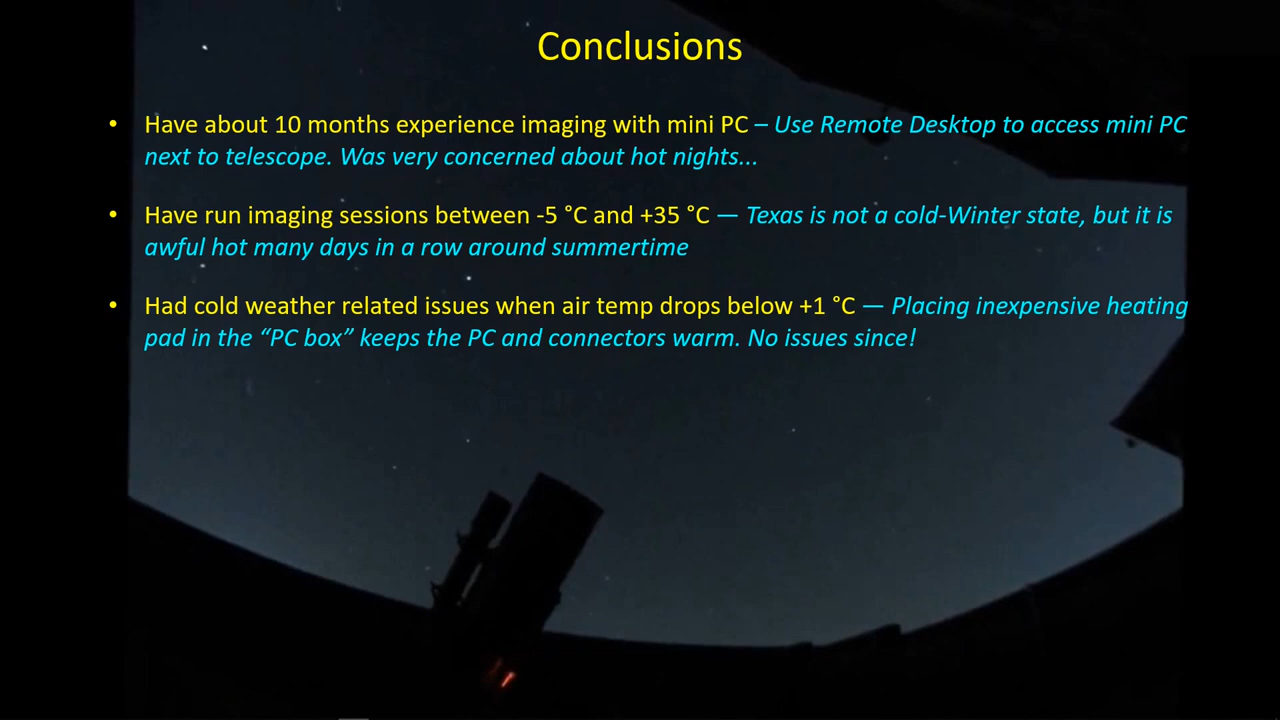 Conclusions
• Have about 10 months experience imaging with mini PC – Use Remote Desktop to access mini PC
next to telescope. Was very concerned about hot nights...
• Have run imaging sessions between -5 °C and +35 °C — Texas is not a cold-Winter state, but it is
awful hot many days in a row around summertime
• Had cold weather related issues when air temp drops below +1 °C — Placing inexpensive heating
pad in the “PC box” keeps the PC and connectors warm. No issues since!